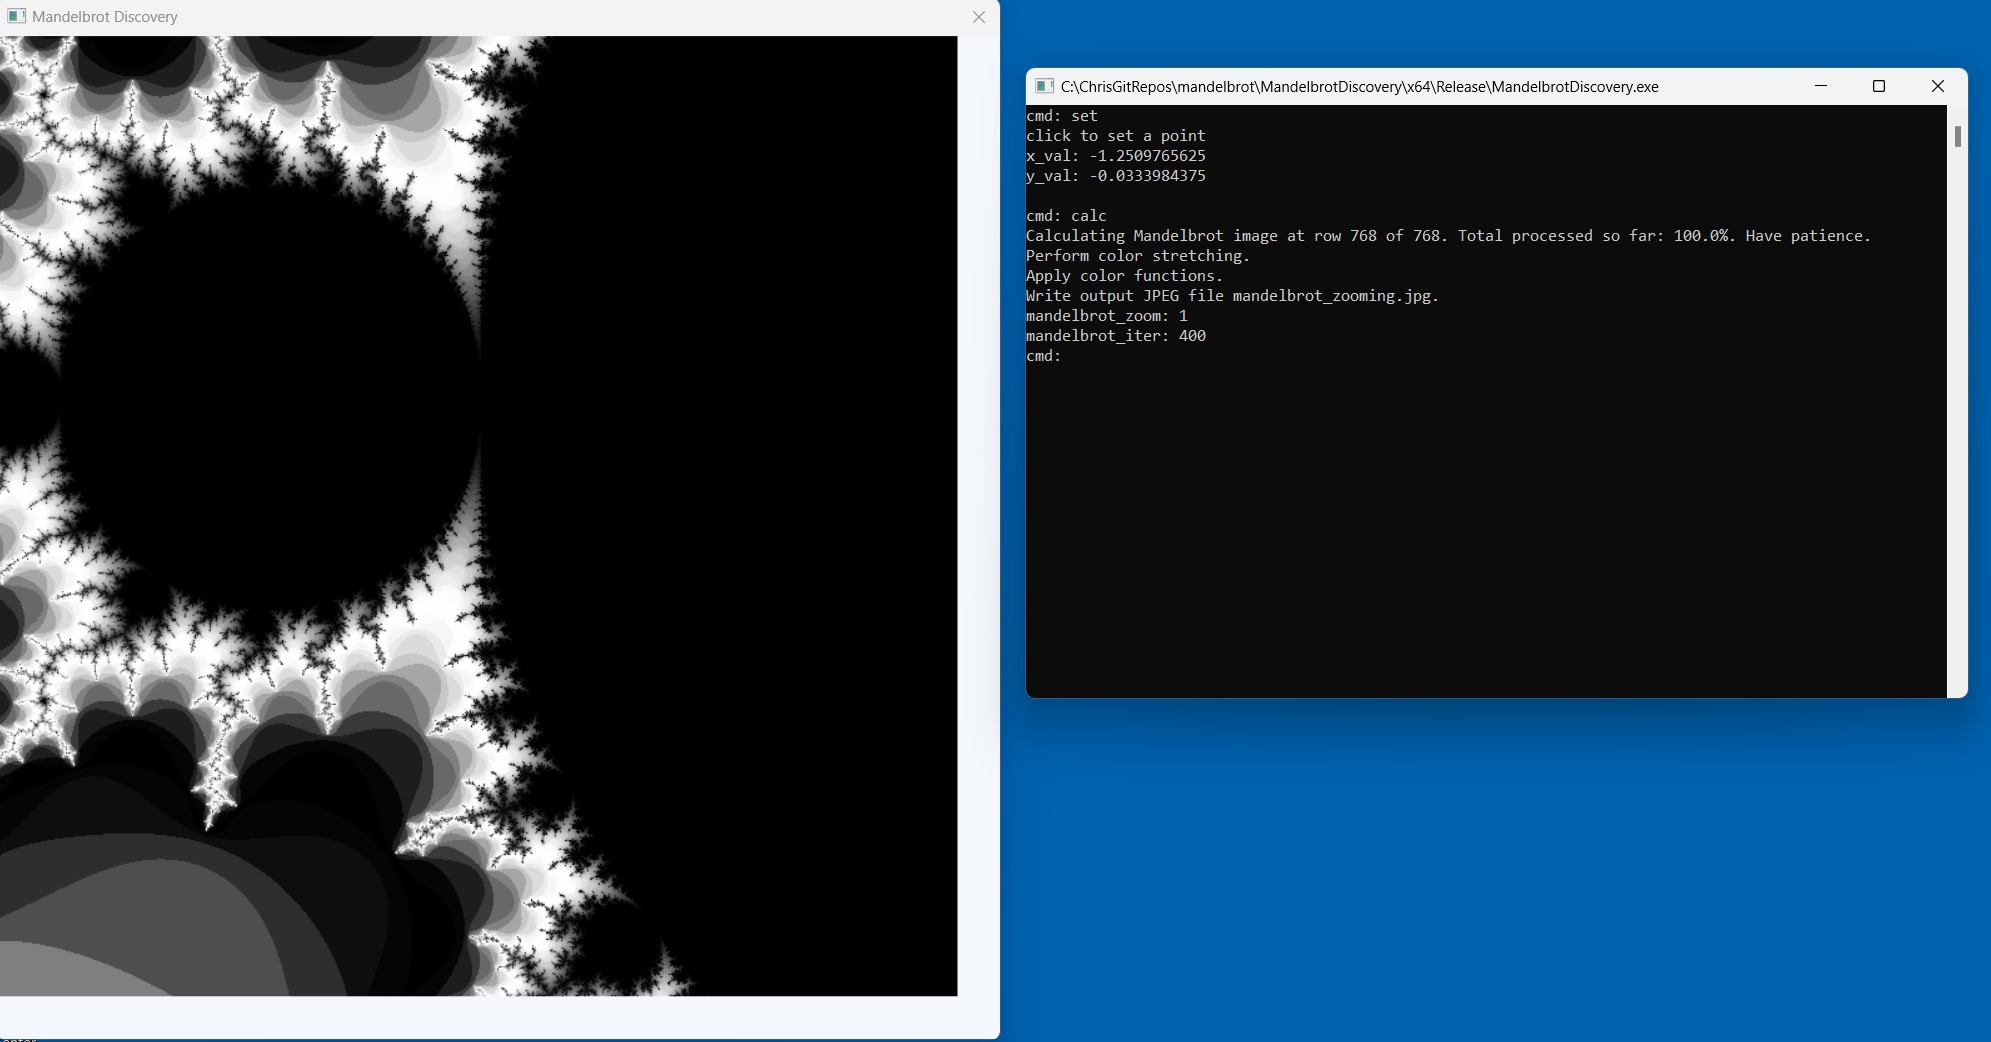 Mandelbrot Discovery
C:\ChrisGitRepos\mandelbrot\MandelbrotDiscovery\x64\Release\MandelbrotDiscovery.exe
cmd: set
click to set a point
x_val: -1.2509765625
y_val: -0.0333984375
cmd: calc
Calculating Mandelbrot image at row 768 of 768. Total processed so far: 100.0%. Have patience.
Perform color stretching.
Apply color functions.
Write output JPEG file mandelbrot_zooming.jpg.
mandelbrot_zoom: 1
mandelbrot_iter: 400
cmd: